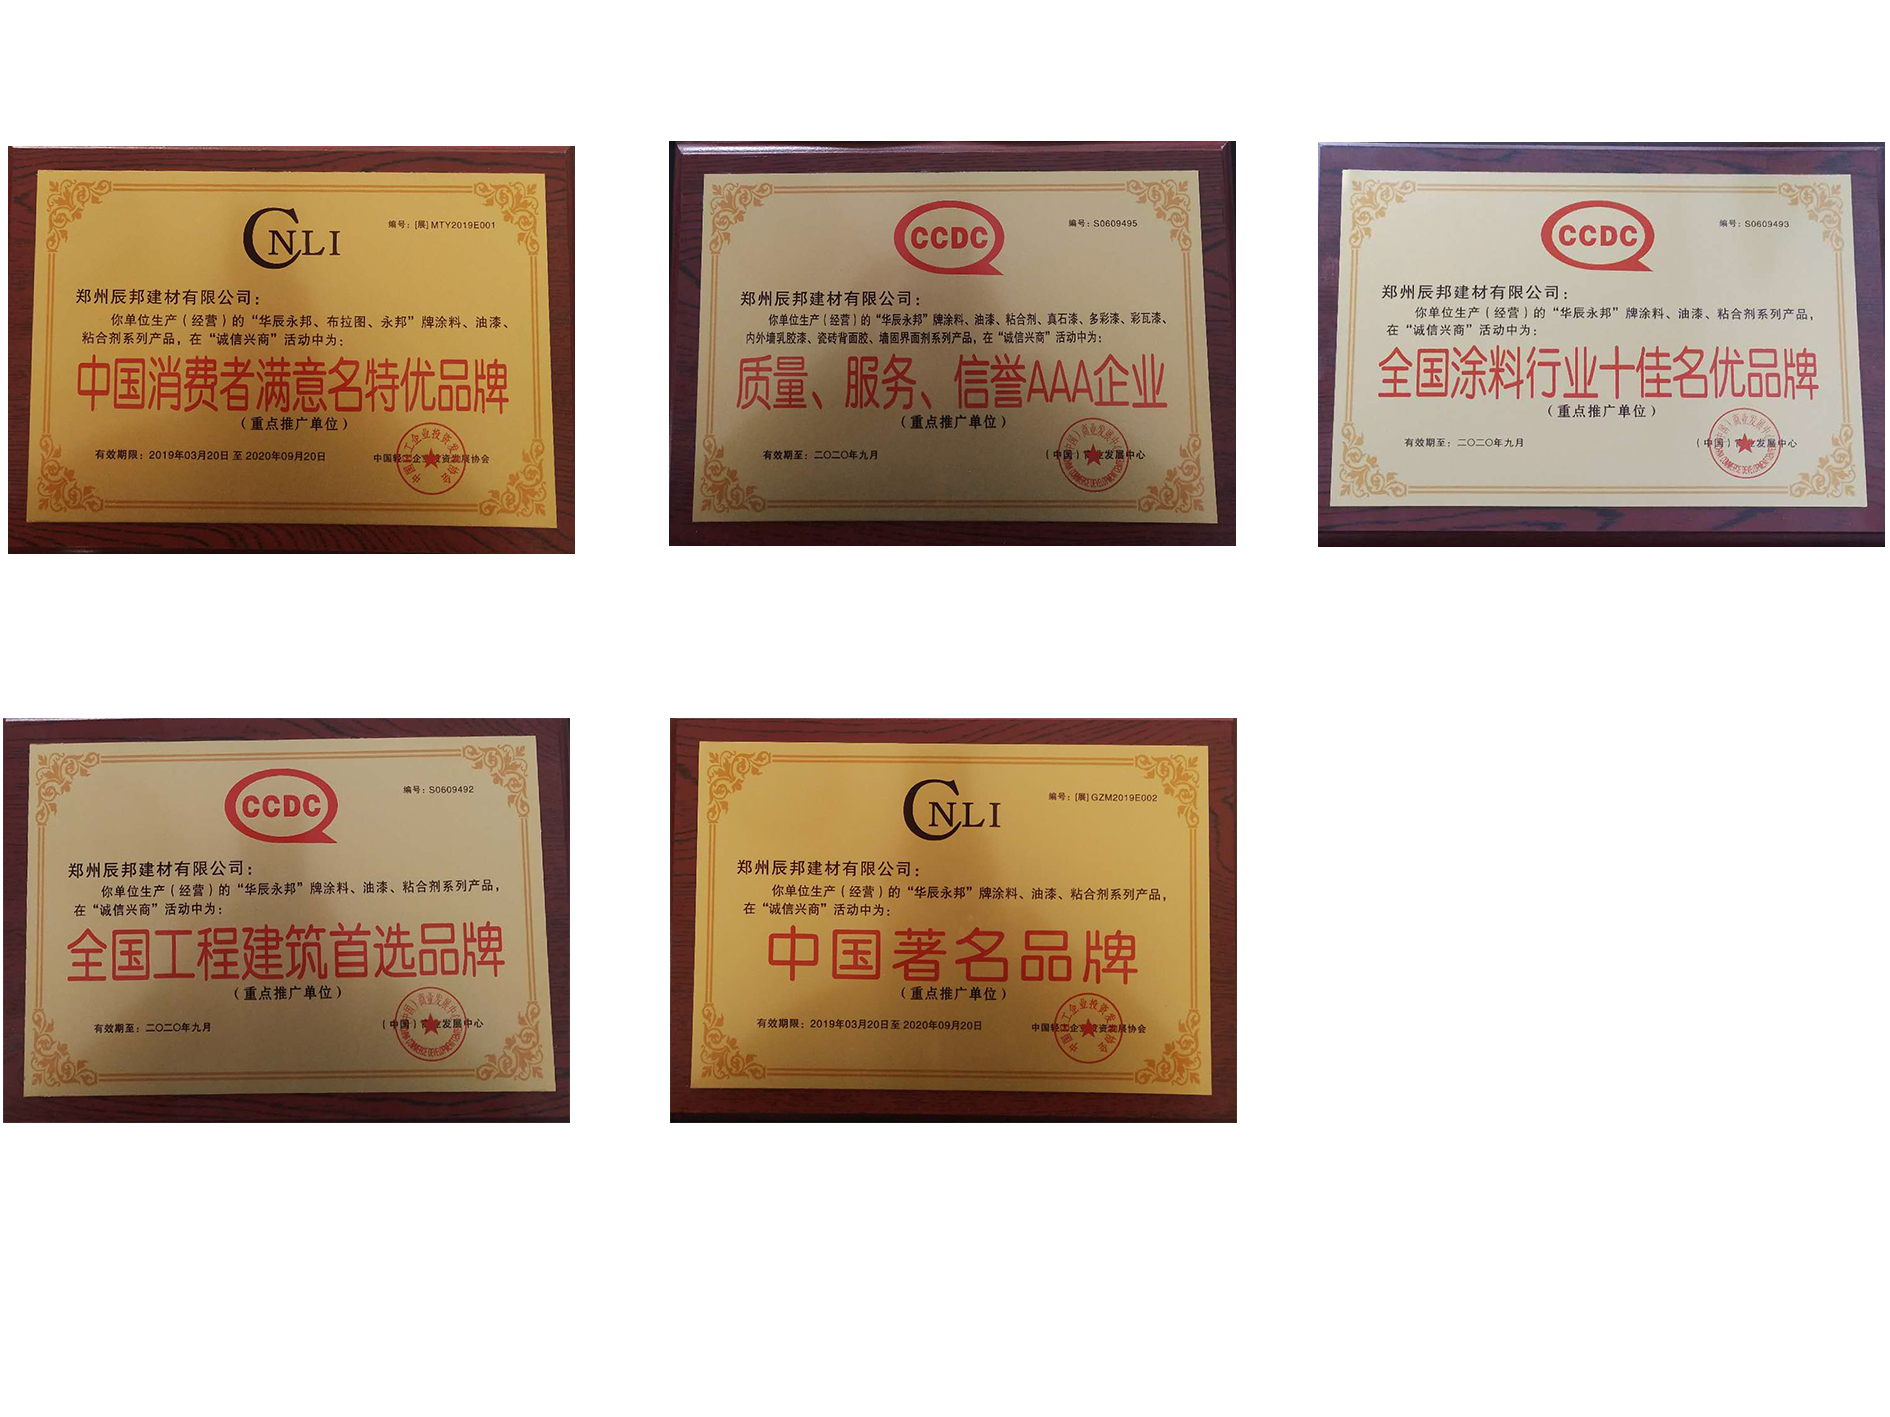 CNLI
编号：[展] MTY2019E001
郑州辰邦建材有限公司：
你单位生产（经营）的“华辰永邦、布拉图、永邦”牌涂料、油漆、
粘合剂系列产品，在“诚信兴商”活动中为：
中国消费者满意名特优品牌
（重点推广单位）
有效期限：2019年03月20日 至 2020年09月20日
中国轻工企业投资发展协会
CCDC
编号：S0609495
郑州辰邦建材有限公司：
你单位生产（经营）的“华辰永邦”牌涂料、油漆、粘合剂、真石漆、多彩漆、彩瓦漆、
内外墙乳胶漆、瓷砖背面胶、墙固界面剂系列产品，在“诚信兴商”活动中为：
质量、服务、信誉AAA企业
（重点推广单位）
有效期至：二〇二〇年九月
（中国）商业发展中心
CCDC
编号：S0609493
郑州辰邦建材有限公司：
你单位生产（经营）的“华辰永邦”牌涂料、油漆、粘合剂系列产品，
在“诚信兴商”活动中为：
全国涂料行业十佳名优品牌
（重点推广单位）
有效期至：二〇二〇年九月
（中国）商业发展中心
CCDC
编号：S0609492
郑州辰邦建材有限公司：
你单位生产（经营）的“华辰永邦”牌涂料、油漆、粘合剂系列产品，
在“诚信兴商”活动中为：
全国工程建筑首选品牌
（重点推广单位）
有效期至：二〇二〇年九月
（中国）商业发展中心
CNLI
编号：[展] GZM2019E002
郑州辰邦建材有限公司：
你单位生产（经营）的“华辰永邦”牌涂料、油漆、粘合剂系列产品，
在“诚信兴商”活动中为：
中国著名品牌
（重点推广单位）
有效期限：2019年03月20日 至 2020年09月20日
中国轻工企业投资发展协会